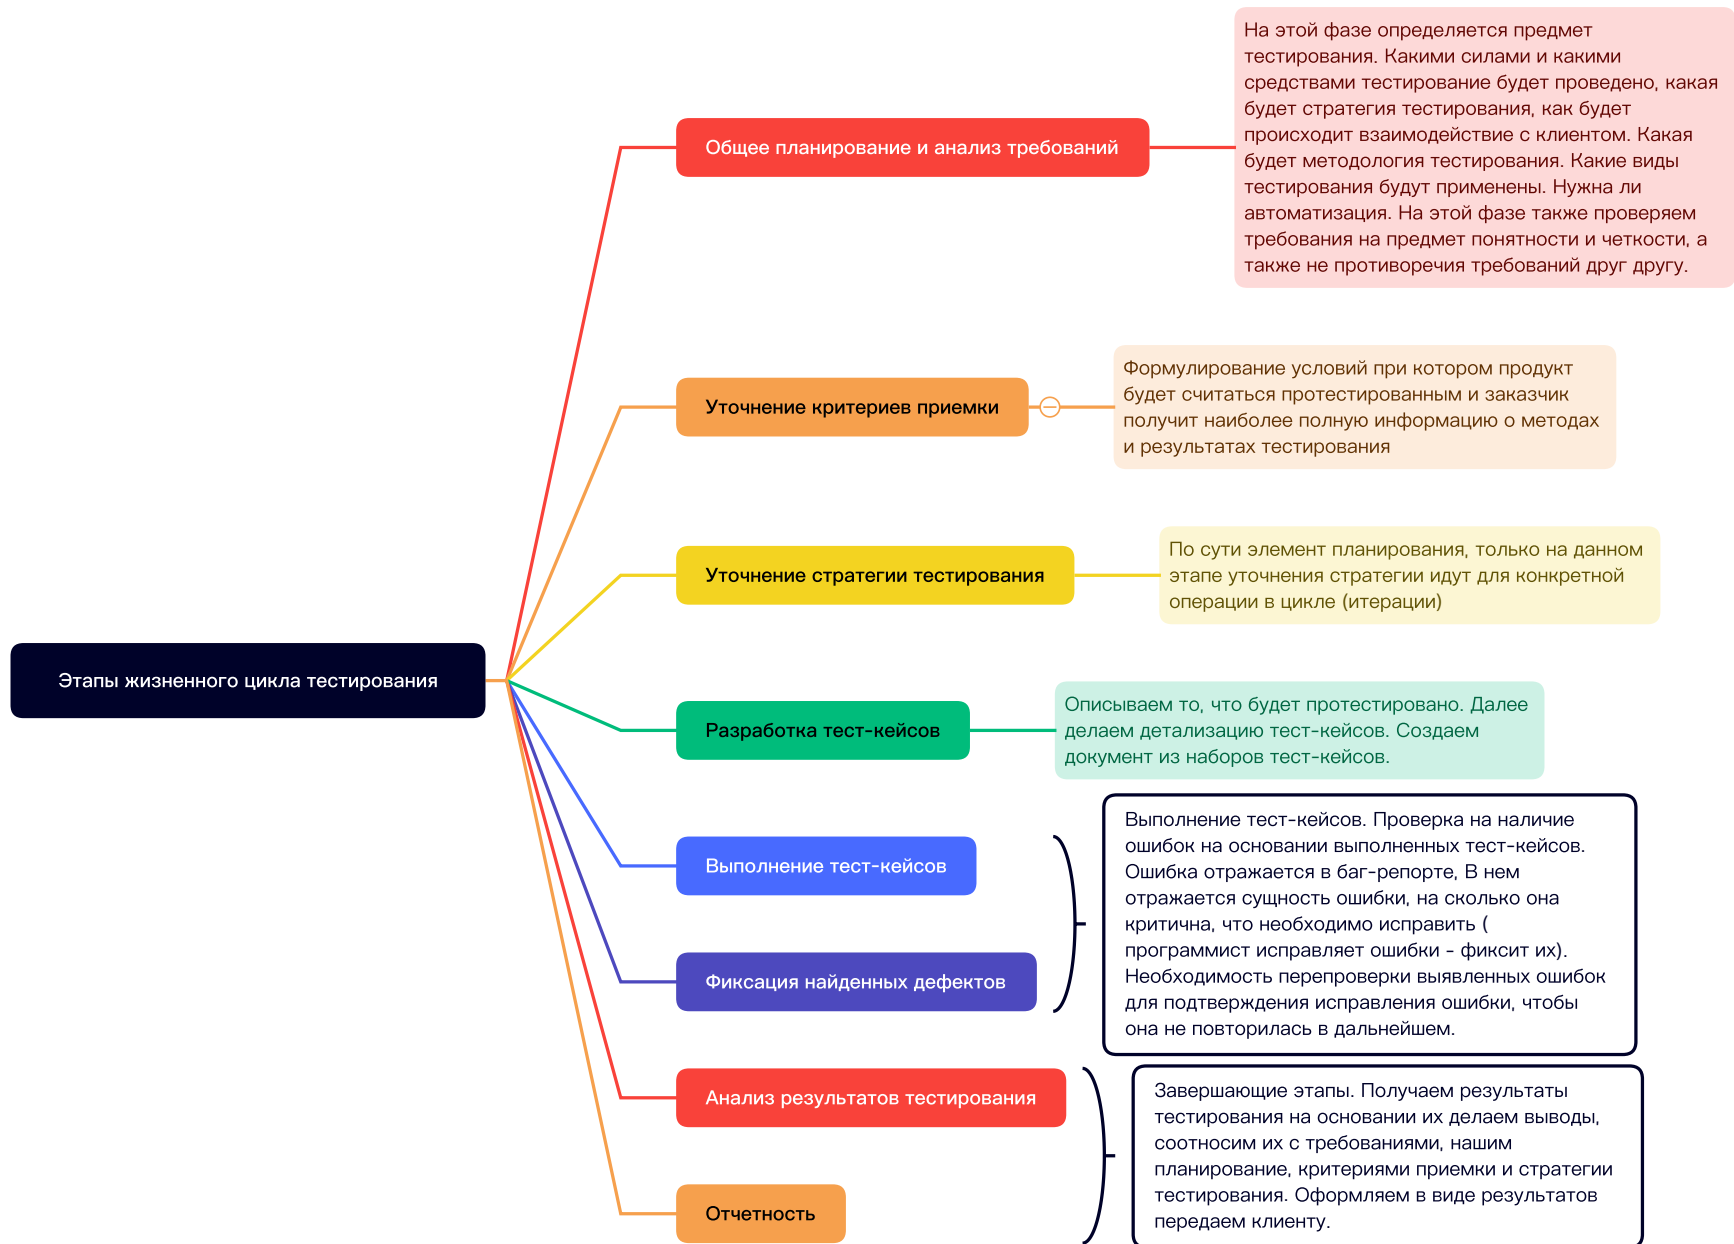 Этапы жизненного цикла тестирования
Общее планирование и анализ требований
На этой фазе определяется предмет
тестирования. Какими силами и какими
средствами тестирование будет проведено, какая
будет стратегия тестирования, как будет
происходит взаимодействие с клиентом. Какая
будет методология тестирования. Какие виды
тестирования будут применены. Нужна ли
автоматизация. На этой фазе также проверяем
требования на предмет понятности и четкости, а
также не противоречия требований друг другу.
Уточнение критериев приемки
Формулирование условий при котором продукт
будет считаться протестированным и заказчик
получит наиболее полную информацию о методах
и результатах тестирования
Уточнение стратегии тестирования
По сути элемент планирования, только на данном
этапе уточнения стратегии идут для конкретной
операции в цикле (итерации)
Разработка тест-кейсов
Описываем то, что будет протестировано. Далее
делаем детализацию тест-кейсов. Создаем
документ из наборов тест-кейсов.
Выполнение тест-кейсов
Фиксация найденных дефектов
Выполнение тест-кейсов. Проверка на наличие
ошибок на основании выполненных тест-кейсов.
Ошибка отражается в баг-репорте, В нем
отражается сущность ошибки, на сколько она
критична, что необходимо исправить (
программист исправляет ошибки - фиксит их).
Необходимость перепроверки выявленных ошибок
для подтверждения исправления ошибки, чтобы
она не повторилась в дальнейшем.
Анализ результатов тестирования
Отчетность
Завершающие этапы. Получаем результаты
тестирования на основании их делаем выводы,
соотносим их с требованиями, нашим
планирование, критериями приемки и стратегии
тестирования. Оформляем в виде результатов
передаем клиенту.